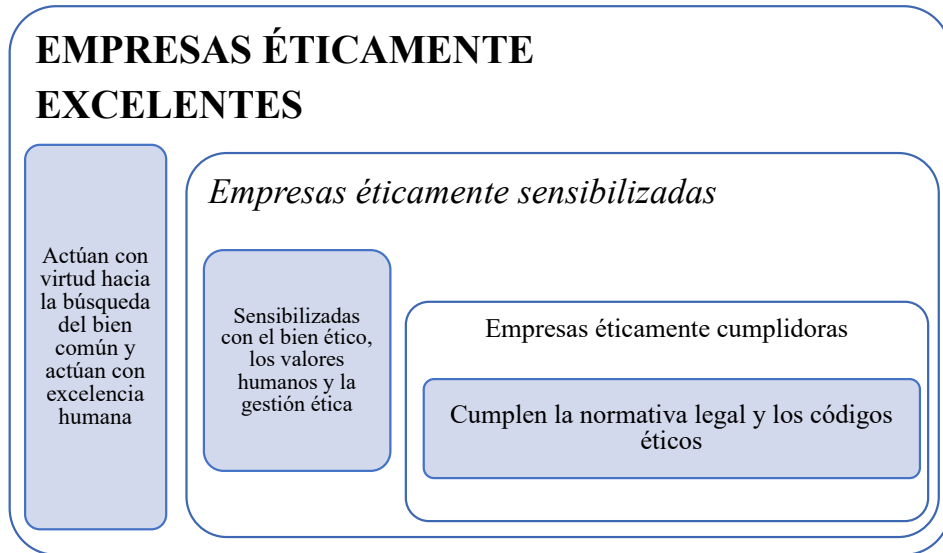 EMPRESAS ÉTICAMENTE
EXCELENTES
Actúan con
virtud hacia
la búsqueda
del bien
común y
actúan con
excelencia
humana
Empresas éticamente sensibilizadas
Sensibilizadas
con el bien ético,
los valores
humanos y la
gestión ética
Empresas éticamente cumplidoras
Cumplen la normativa legal y los códigos
éticos